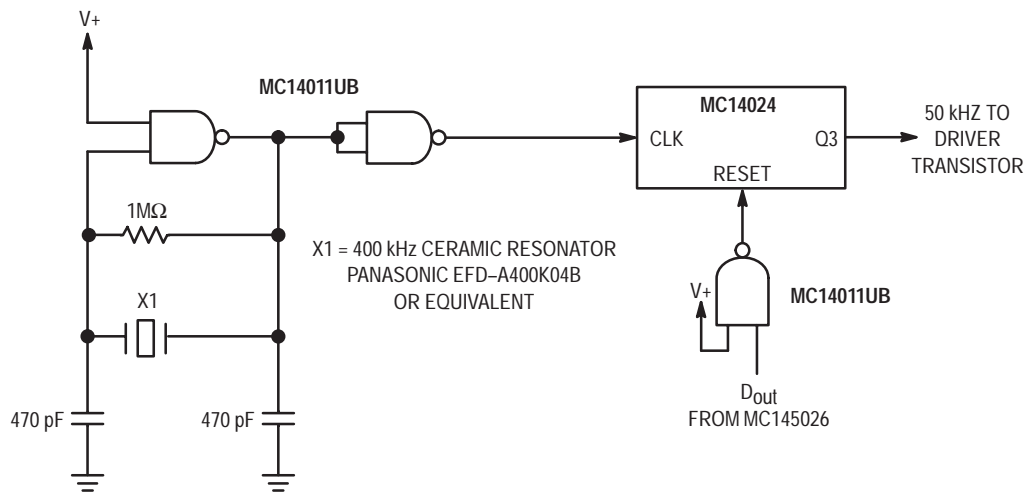 V+
MC14011UB
MC14024
CLK
Q3
RESET
50 kHZ TO
DRIVER
TRANSISTOR
1MΩ
X1 = 400 kHz CERAMIC RESONATOR
PANASONIC EFD–A400K04B
OR EQUIVALENT
V+
MC14011UB
X1
Dout
FROM MC145026
470 pF
470 pF